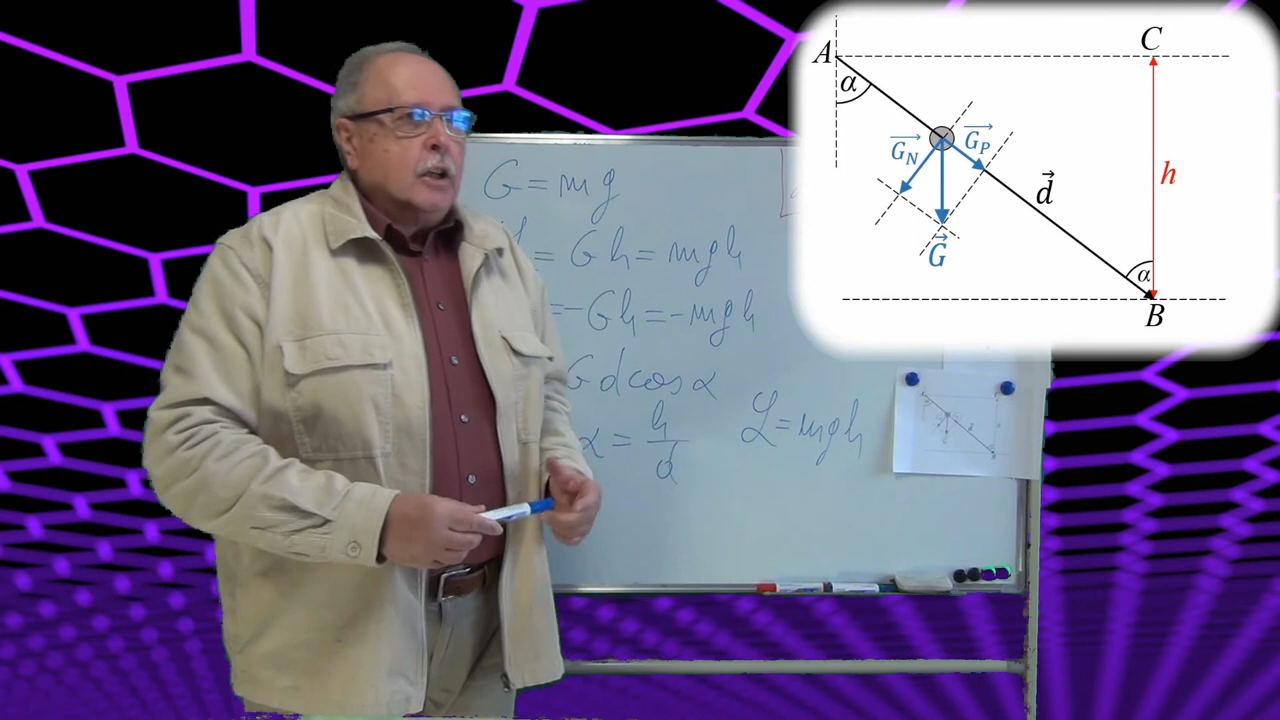 G = mg
= Gh = mgh
= -Gh = -mgh
G d cos α
α = h/d
L = mgh
A
C
α
G_N
G_P
d
h
G
α
B